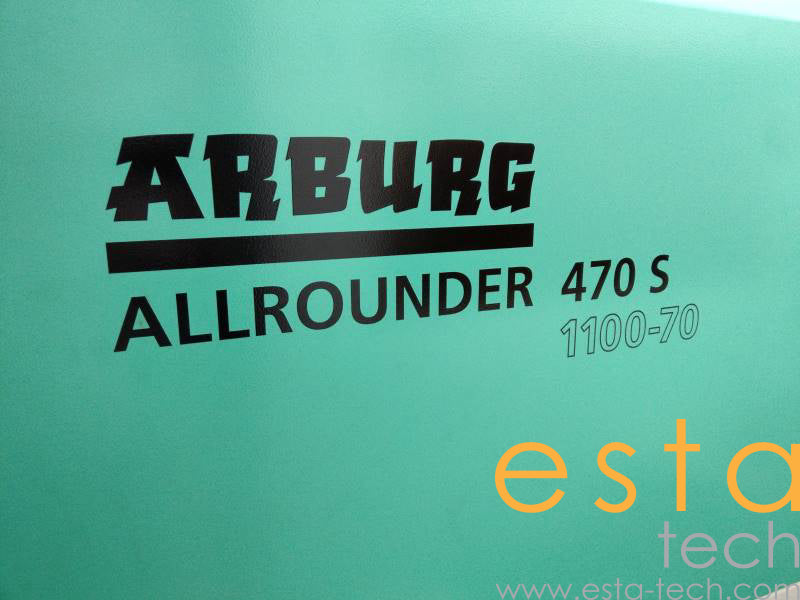 ARBURG
ALLROUNDER 470 S
1100-70
esta
tech
www.esta-tech.com